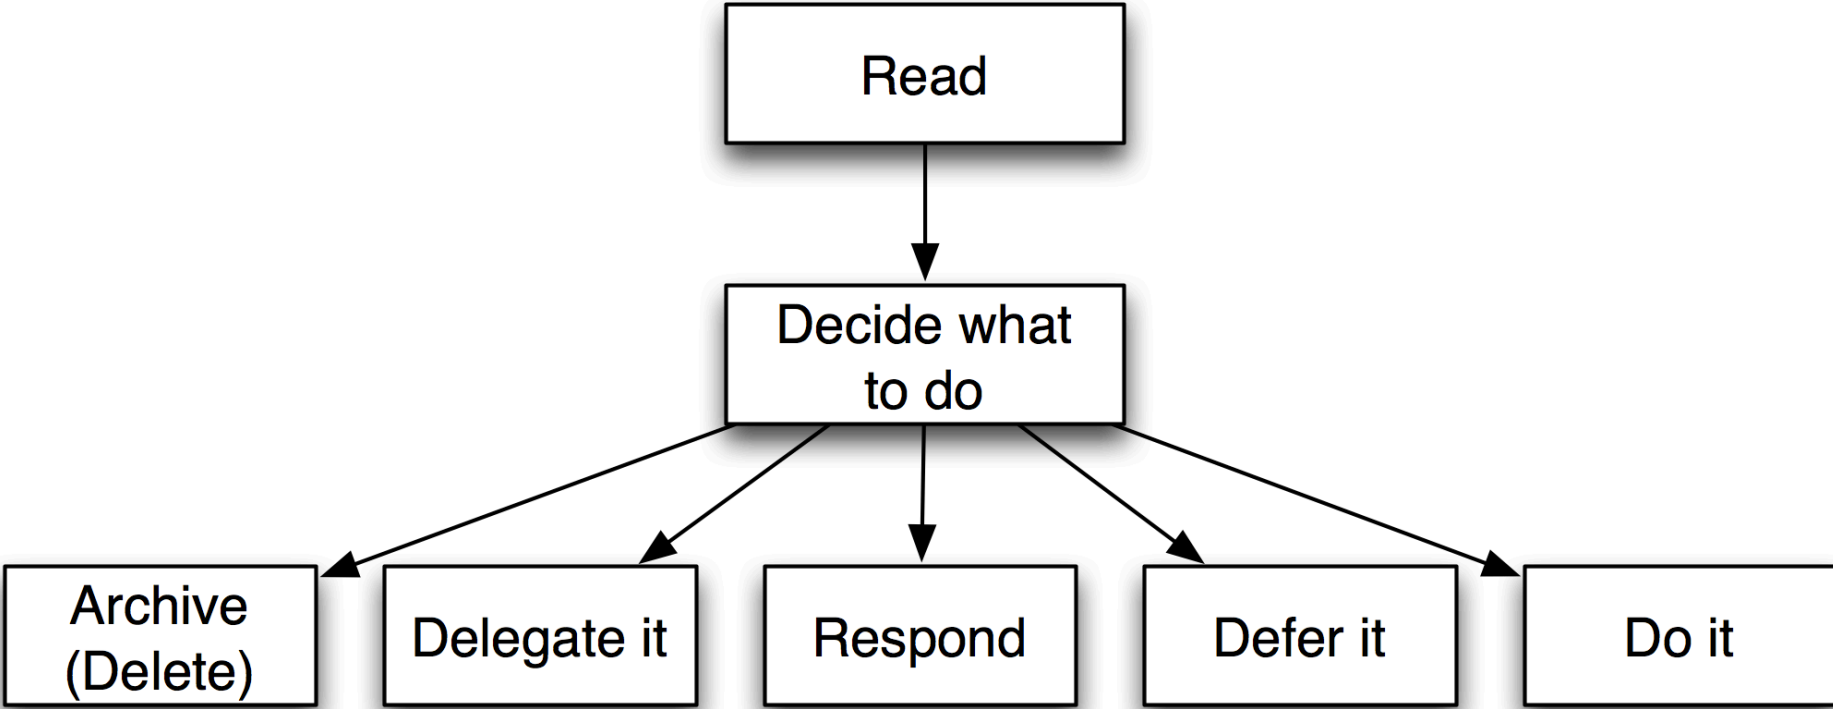 Read
Decide what
to do
Archive
(Delete)
Delegate it
Respond
Defer it
Do it